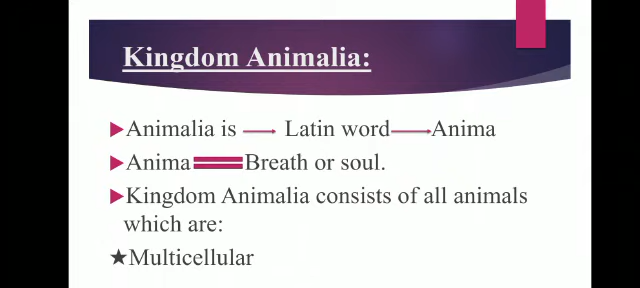 Kingdom Animalia:
Animalia is → Latin word→Anima
Anima=Breath or soul.
Kingdom Animalia consists of all animals
which are:
★Multicellular